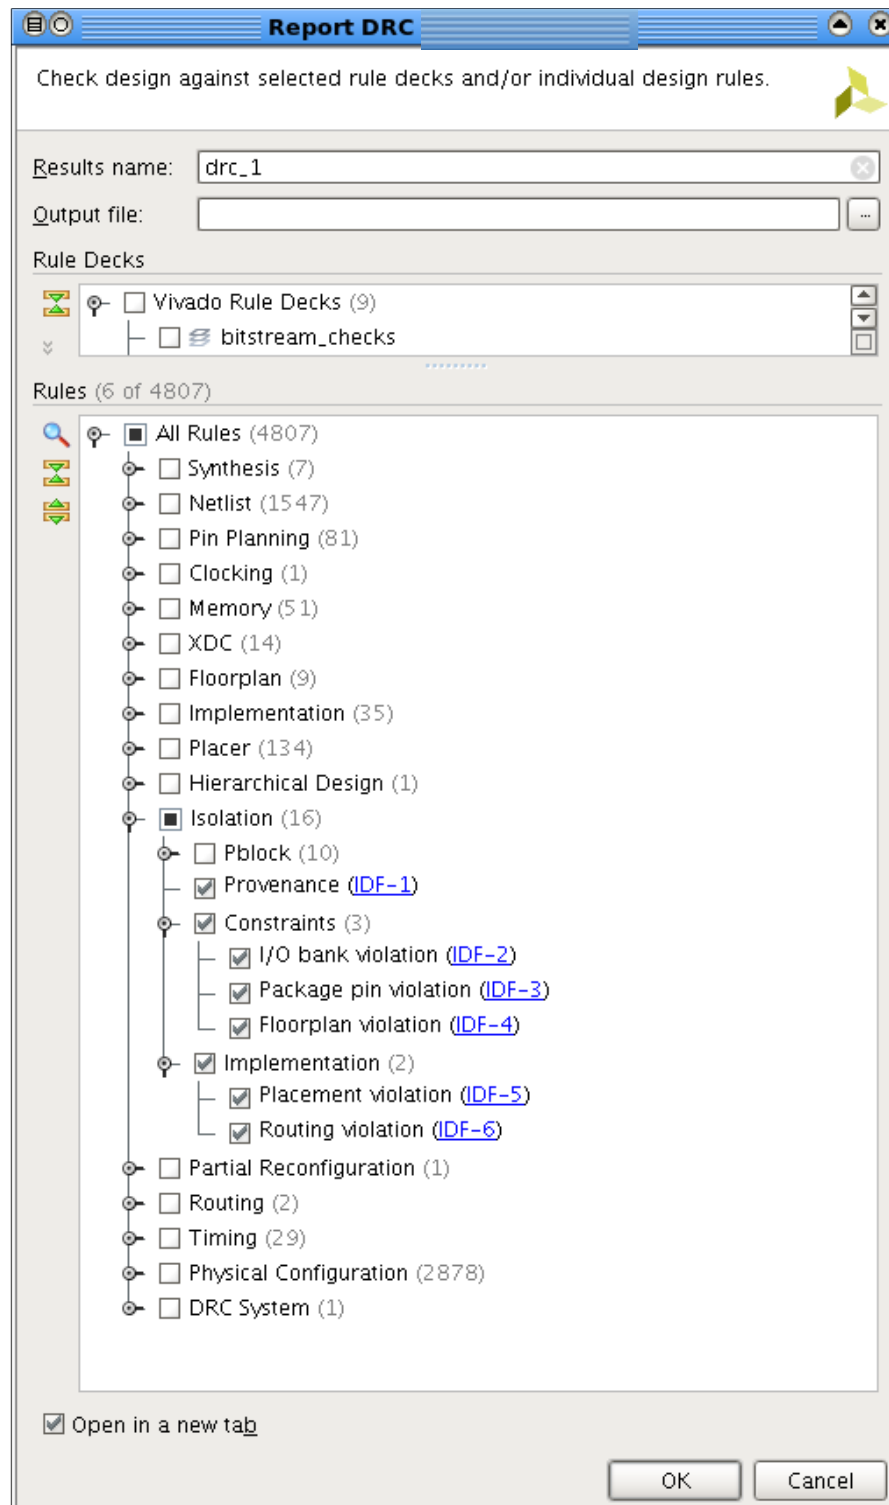 Report DRC
Check design against selected rule decks and/or individual design rules.
Results name: drc_1
Output file:
...
Rule Decks
Vivado Rule Decks (9)
bitstream_checks
Rules (6 of 4807)
All Rules (4807)
Synthesis (7)
Netlist (1547)
Pin Planning (81)
Clocking (1)
Memory (51)
XDC (14)
Floorplan (9)
Implementation (35)
Placer (134)
Hierarchical Design (1)
Isolation (16)
Pblock (10)
Provenance (IDF-1)
Constraints (3)
I/O bank violation (IDF-2)
Package pin violation (IDF-3)
Floorplan violation (IDF-4)
Implementation (2)
Placement violation (IDF-5)
Routing violation (IDF-6)
Partial Reconfiguration (1)
Routing (2)
Timing (29)
Physical Configuration (2878)
DRC System (1)
Open in a new tab
OK Cancel